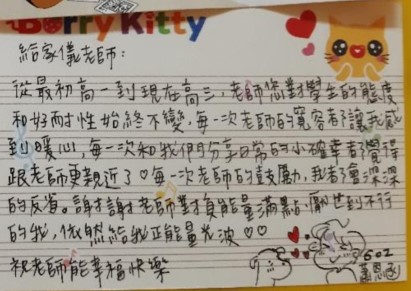 Berry Kitty
給家儀老師：
從最初高一到現在高三，老師您對學生的態度
和好耐性始終不變，每一次老師的寬容都讓我感
到暖心，每一次和我們分享日常的小確幸都覺得
跟老師更親近了♡每一次老師的鼓勵，我都會深深
的反省。謝謝老師對負能量滿點、厭世到不行
的我，依然給我正能量光波♡♡
祝老師能幸福快樂
602
恩